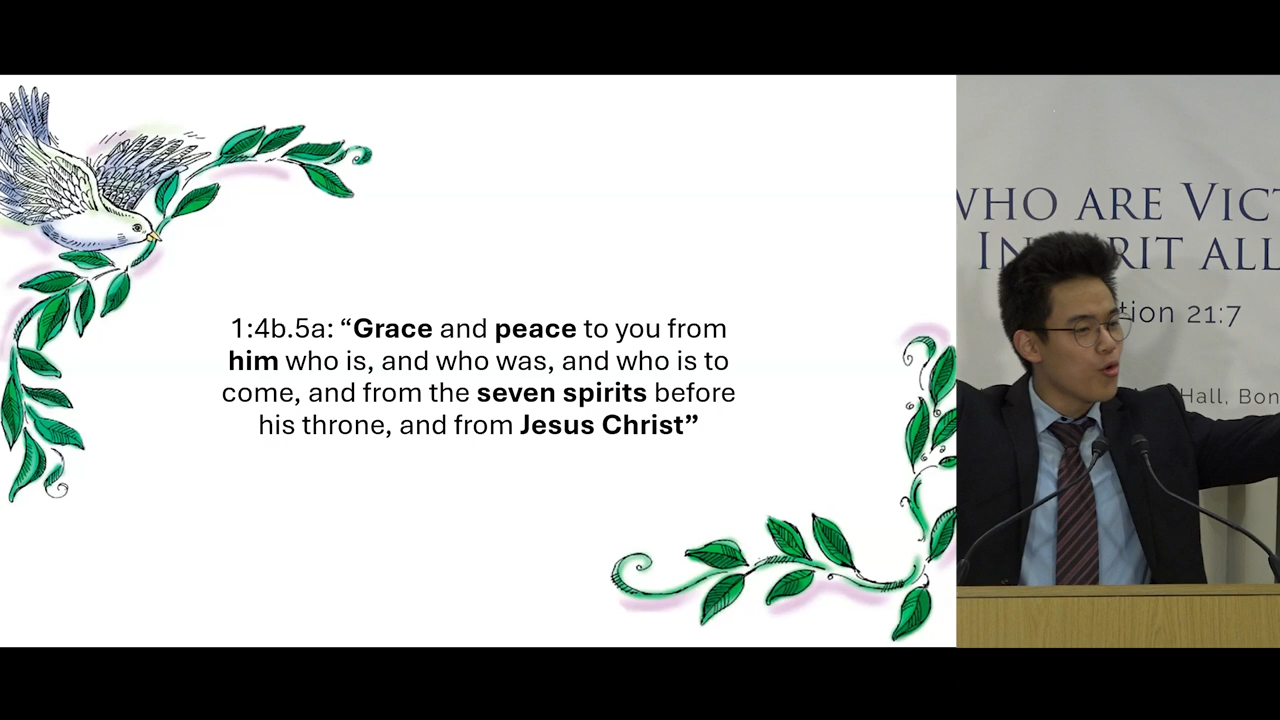 1:4b.5a: “Grace and peace to you from
him who is, and who was, and who is to
come, and from the seven spirits before
his throne, and from Jesus Christ”
WHO ARE VICT
IN RIT ALL
tion 21:7
Hall, Bon